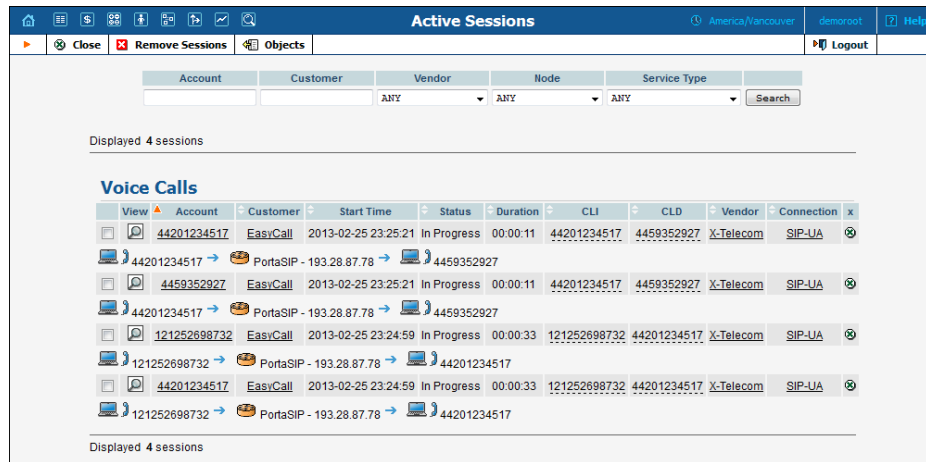 Active Sessions America/Vancouver demoroot ? Help
Close Remove Sessions Objects Logout
Account Customer Vendor Node Service Type
ANY ANY ANY Search
Displayed 4 sessions
Voice Calls
View Account Customer Start Time Status Duration CLI CLD Vendor Connection x
44201234517 EasyCall 2013-02-25 23:25:21 In Progress 00:00:11 44201234517 4459352927 X-Telecom SIP-UA
44201234517 → PortaSIP - 193.28.87.78 → 4459352927
4459352927 EasyCall 2013-02-25 23:25:21 In Progress 00:00:11 44201234517 4459352927 X-Telecom SIP-UA
44201234517 → PortaSIP - 193.28.87.78 → 4459352927
121252698732 EasyCall 2013-02-25 23:24:59 In Progress 00:00:33 121252698732 44201234517 X-Telecom SIP-UA
121252698732 → PortaSIP - 193.28.87.78 → 44201234517
44201234517 EasyCall 2013-02-25 23:24:59 In Progress 00:00:33 121252698732 44201234517 X-Telecom SIP-UA
121252698732 → PortaSIP - 193.28.87.78 → 44201234517
Displayed 4 sessions